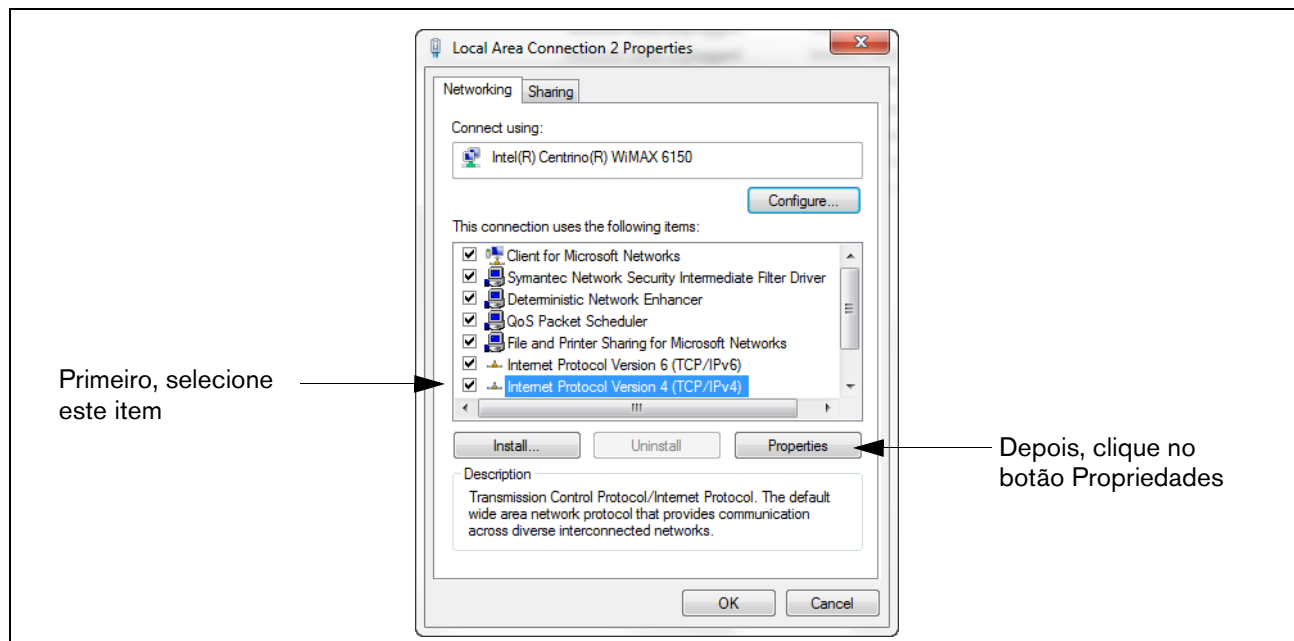 Local Area Connection 2 Properties
Networking
Sharing
Connect using:
Intel(R) Centrino(R) WiMAX 6150
Configure...
This connection uses the following items:
Client for Microsoft Networks
Symantec Network Security Intermediate Filter Driver
Deterministic Network Enhancer
QoS Packet Scheduler
File and Printer Sharing for Microsoft Networks
Internet Protocol Version 6 (TCP/IPv6)
Internet Protocol Version 4 (TCP/IPv4)
Primeiro, selecione
este item
Install...
Uninstall
Properties
Depois, clique no
botão Propriedades
Description
Transmission Control Protocol/Internet Protocol. The default
wide area network protocol that provides communication
across diverse interconnected networks.
OK
Cancel